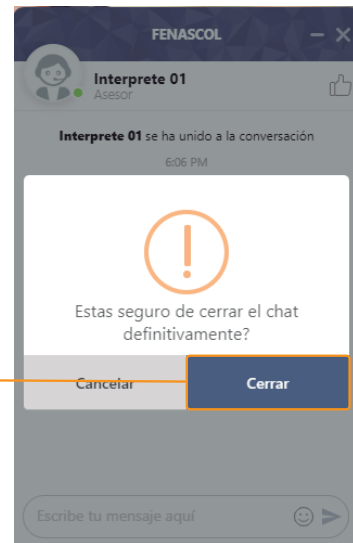 FENASCOL
Interprete 01
Asesor
Interprete 01 se ha unido a la conversación
6:06 PM
Estas seguro de cerrar el chat
definitivamente?
Cancelar Cerrar
Escribe tu mensaje aquí